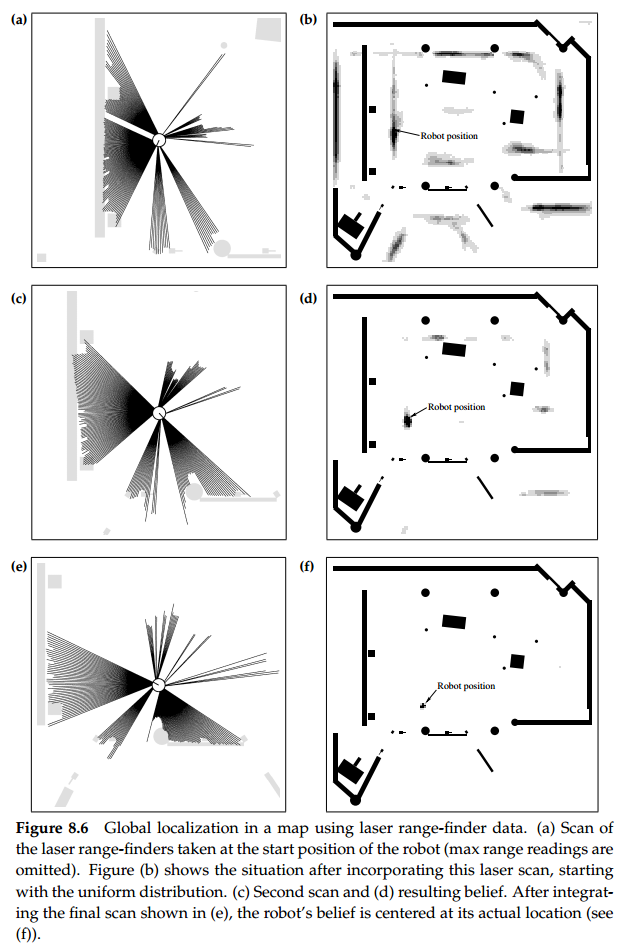 (a)
(b)
Robot position
(c)
(d)
Robot position
(e)
(f)
Robot position
Figure 8.6 Global localization in a map using laser range-finder data. (a) Scan of
the laser range-finders taken at the start position of the robot (max range readings are
omitted). Figure (b) shows the situation after incorporating this laser scan, starting
with the uniform distribution. (c) Second scan and (d) resulting belief. After integrat-
ing the final scan shown in (e), the robot's belief is centered at its actual location (see
(f)).